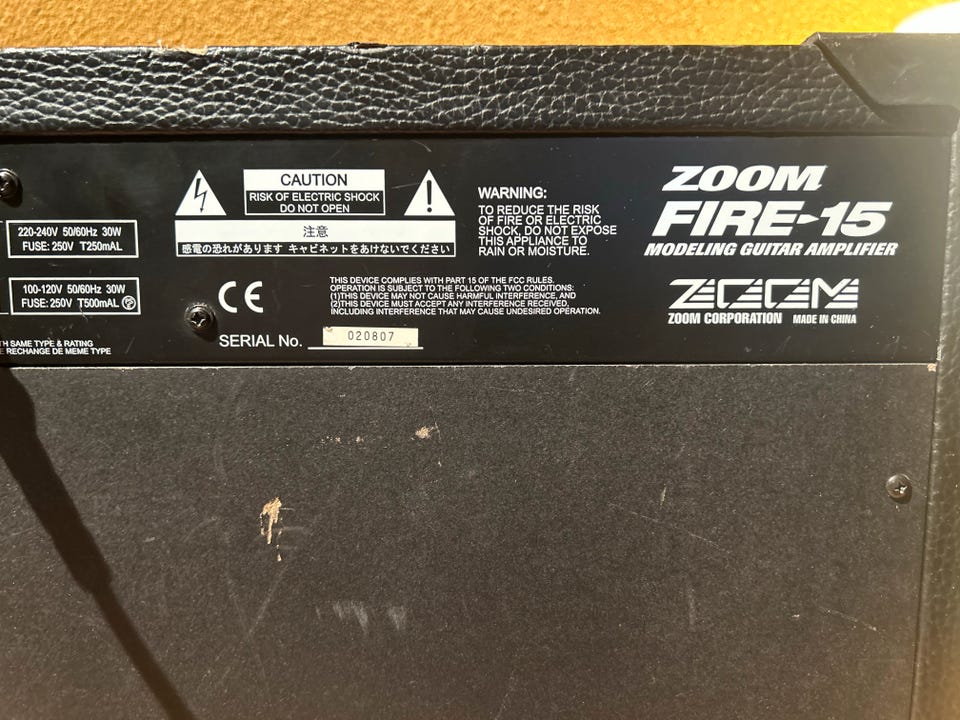 220-240V 50/60Hz 30W
FUSE: 250V T250mAL
100-120V 50/60Hz 30W
FUSE: 250V T500mAL
TH SAME TYPE & RATING
E RECHANGE DE MEME TYPE
CAUTION
RISK OF ELECTRIC SHOCK
DO NOT OPEN
注意
感電の恐れがあります キャビネットをあけないでください
CE
THIS DEVICE COMPLIES WITH PART 15 OF THE FCC RULES.
OPERATION IS SUBJECT TO THE FOLLOWING TWO CONDITIONS:
(1)THIS DEVICE MAY NOT CAUSE HARMFUL INTERFERENCE, AND
(2)THIS DEVICE MUST ACCEPT ANY INTERFERENCE RECEIVED,
INCLUDING INTERFERENCE THAT MAY CAUSE UNDESIRED OPERATION.
SERIAL No. 020807
WARNING:
TO REDUCE THE RISK
OF FIRE OR ELECTRIC
SHOCK, DO NOT EXPOSE
THIS APPLIANCE TO
RAIN OR MOISTURE.
ZOOM
FIRE-15
MODELING GUITAR AMPLIFIER
ZOOM
ZOOM CORPORATION MADE IN CHINA